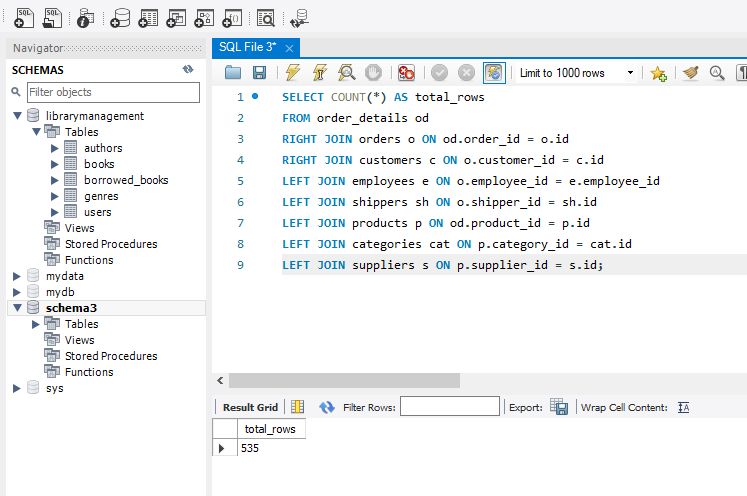 Navigator
SCHEMAS
Filter objects
librarymanagement
Tables
authors
books
borrowed_books
genres
users
Views
Stored Procedures
Functions
mydata
mydb
schema3
Tables
Views
Stored Procedures
Functions
sys
SQL File 3*
Limit to 1000 rows
1 SELECT COUNT(*) AS total_rows
2 FROM order_details od
3 RIGHT JOIN orders o ON od.order_id = o.id
4 RIGHT JOIN customers c ON o.customer_id = c.id
5 LEFT JOIN employees e ON o.employee_id = e.employee_id
6 LEFT JOIN shippers sh ON o.shipper_id = sh.id
7 LEFT JOIN products p ON od.product_id = p.id
8 LEFT JOIN categories cat ON p.category_id = cat.id
9 LEFT JOIN suppliers s ON p.supplier_id = s.id;
Result Grid Filter Rows: Export: Wrap Cell Content:
total_rows
535